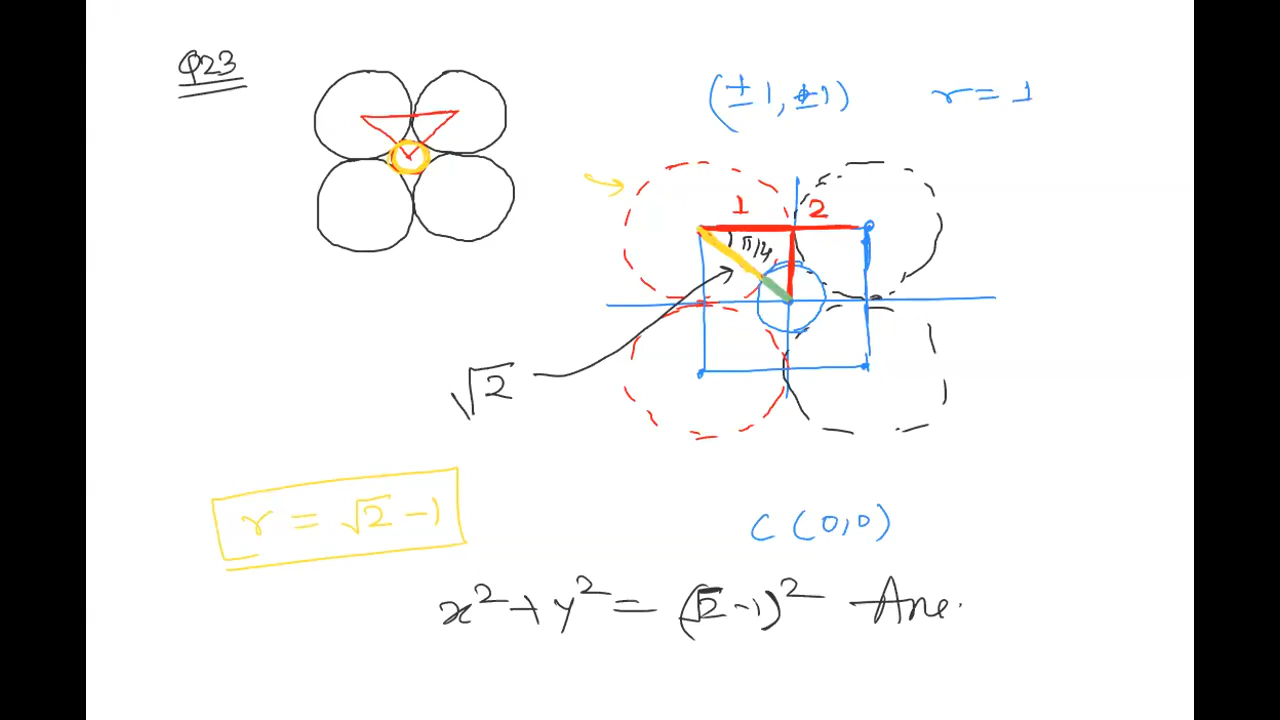 Q23
(±1, ±1) r = 1
1 2
π/4
√2
r = √2 - 1
C (0,0)
x² + y² = (√2 - 1)² Ans.